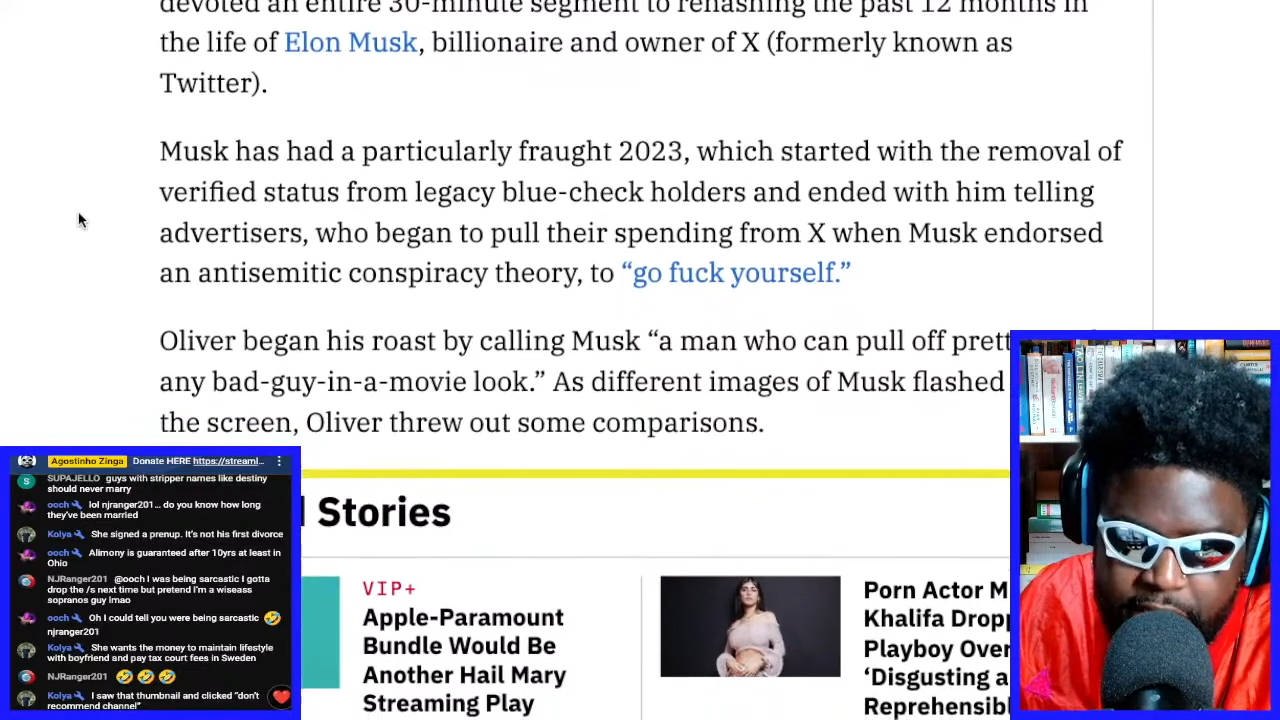 devoted an entire 30-minute segment to rehashing the past 12 months in
the life of Elon Musk, billionaire and owner of X (formerly known as
Twitter).
Musk has had a particularly fraught 2023, which started with the removal of
verified status from legacy blue-check holders and ended with him telling
advertisers, who began to pull their spending from X when Musk endorsed
an antisemitic conspiracy theory, to “go fuck yourself.”
Oliver began his roast by calling Musk “a man who can pull off
any bad-guy-in-a-movie look.” As different images of Musk flashed
the screen, Oliver threw out some comparisons.
Stories
VIP+
Apple-Paramount
Bundle Would Be
Another Hail Mary
Streaming Play
Porn Actor
Khalifa
Playboy
‘Disgusting
Agostinho Zinga Donate HERE https://streaml...
SUPAJELLO guys with stripper names like destiny
should never marry
ooch lol njranger201... do you know how long
they've been married
Kolya She signed a prenup. It's not his first divorce
ooch Alimony is guaranteed after 10yrs at least in
Ohio
NJRanger201 @ooch I was being sarcastic I gotta
drop the /s next time but pretend I'm a wiseass
sopranos guy lmao
ooch Oh I could tell you were being sarcastic 🤣
njranger201
Kolya She wants the money to maintain lifestyle
with boyfriend and pay tax court fees in Sweden
NJRanger201 🤣🤣🤣
Kolya I saw that thumbnail and clicked "don't
recommend channel"